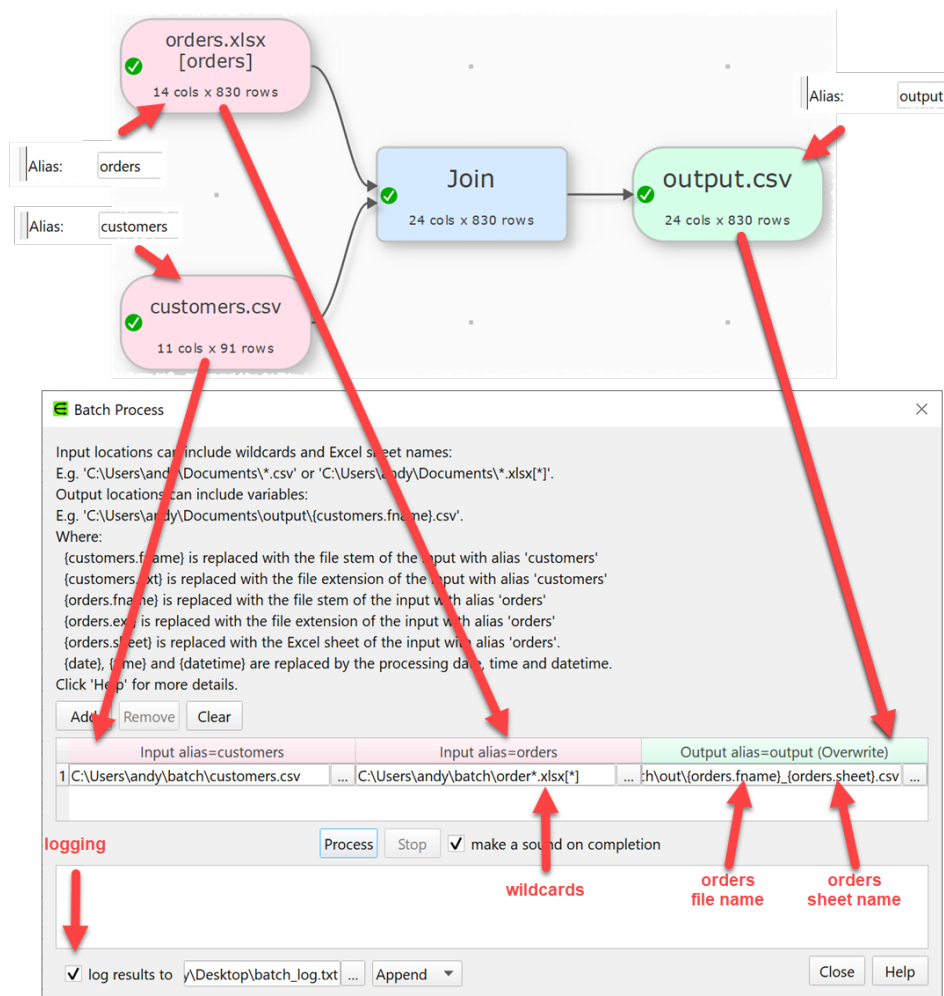 orders.xlsx
[orders]
14 cols x 830 rows
Alias: output
Alias: orders
Join
24 cols x 830 rows
output.csv
24 cols x 830 rows
Alias: customers
customers.csv
11 cols x 91 rows
Batch Process
Input locations can include wildcards and Excel sheet names:
E.g. 'C:\Users\andy\Documents\*.csv' or 'C:\Users\andy\Documents\*.xlsx[*]'.
Output locations can include variables:
E.g. 'C:\Users\andy\Documents\output\{customers.fname}.csv'.
Where:
{customers.fname} is replaced with the file stem of the input with alias 'customers'
{customers.ext} is replaced with the file extension of the input with alias 'customers'
{orders.fname} is replaced with the file stem of the input with alias 'orders'
{orders.ext} is replaced with the file extension of the input with alias 'orders'
{orders.sheet} is replaced with the Excel sheet of the input with alias 'orders'.
{date}, {time} and {datetime} are replaced by the processing date, time and datetime.
Click 'Help' for more details.
Add Remove Clear
Input alias=customers Input alias=orders Output alias=output (Overwrite)
1 C:\Users\andy\batch\customers.csv ... C:\Users\andy\batch\order*.xlsx[*] ... :h\out\{orders.fname}_{orders.sheet}.csv ...
logging
Process Stop make a sound on completion
wildcards
orders
file name
orders
sheet name
log results to y\Desktop\batch_log.txt ... Append
Close Help